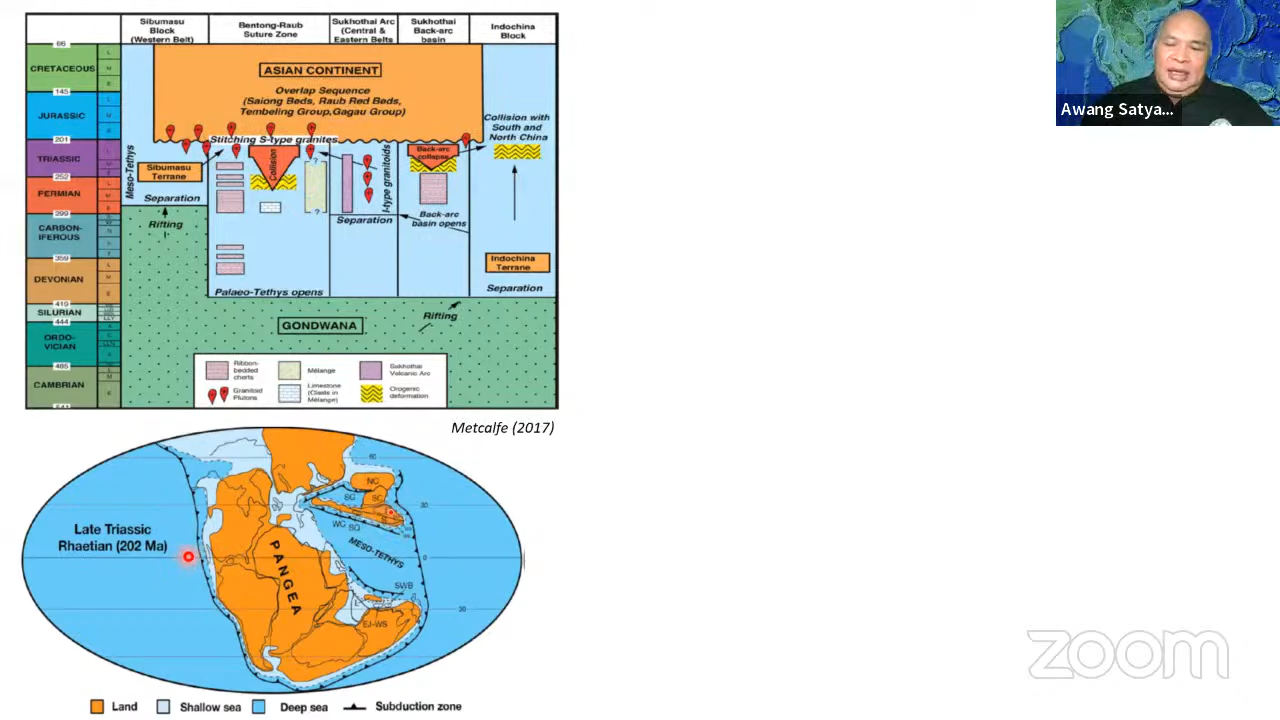 Sibumasu
Block
(Western Belt)
Bentong-Raub
Suture Zone
Sukhothai Arc
(Central &
Eastern Belts
Sukhothai
Back-arc
basin
Indochina
Block
66
CRETACEOUS
L
M
E
145
JURASSIC
L
M
E
201
TRIASSIC
L
M
252
PERMIAN
L
M
E
299
CARBON-
IFEROUS
359
DEVONIAN
L
M
E
419
SILURIAN
444
ORDO-
VICIAN
485
CAMBRIAN
541
ASIAN CONTINENT
Overlap Sequence
(Saiong Beds, Raub Red Beds,
Tembeling Group,Gagau Group)
Stitching S-type granites
Meso-Tethys
Sibumasu
Terrane
Separation
Rifting
Collision
?
?
I-type granitoids
Separation
Back-arc
collapse
Back-arc
basin opens
Collision with
South and
North China
Indochina
Terrane
Separation
Palaeo-Tethys opens
GONDWANA
Rifting
Ribbon-
bedded
cherts
Mélange
Sukhothai
Volcanic Arc
Granitoid
Plutons
Limestone
(Clasts in
Mélange)
Orogenic
deformation
Metcalfe (2017)
Late Triassic
Rhaetian (202 Ma)
PANGEA
60
NC
SG
SC
30
WC
SQ
MESO-TETHYS
0
SWB
L
EJ-WS
Land
Shallow sea
Deep sea
Subduction zone
Awang Satya...
zoom